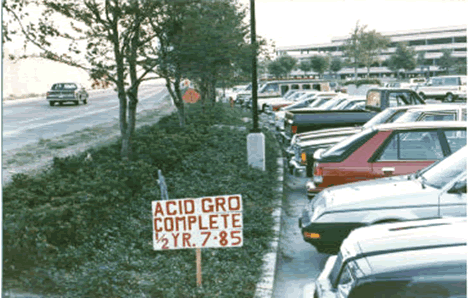 ACID GRO
COMPLETE
½ YR. 7-85